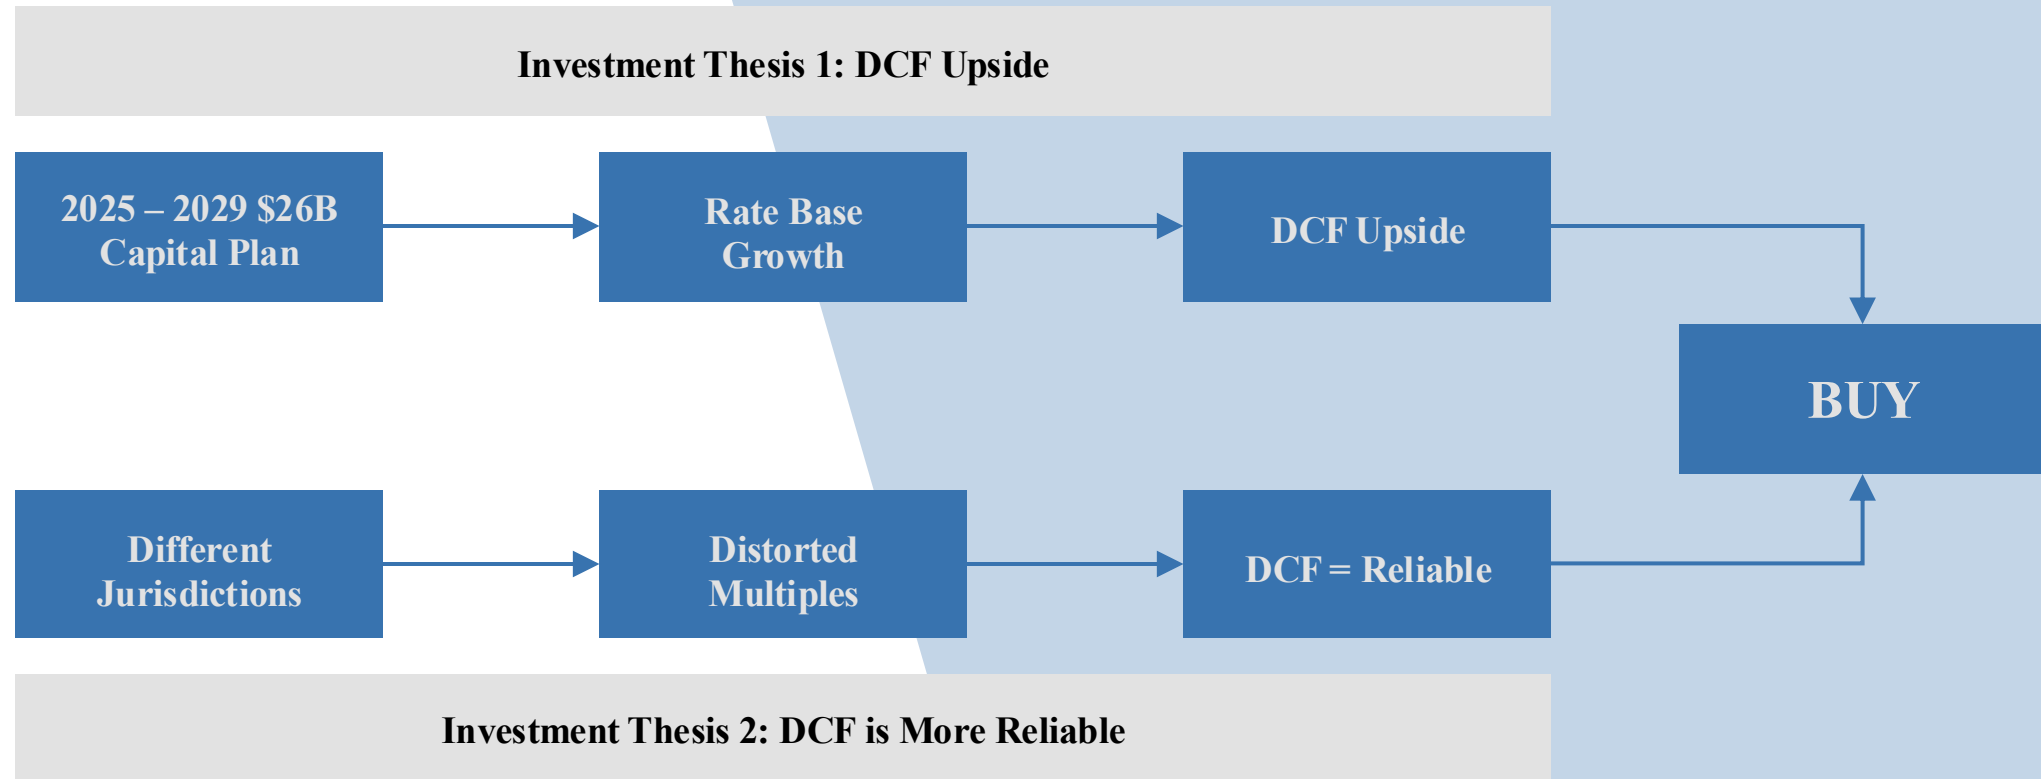 Investment Thesis 1: DCF Upside
2025 – 2029 $26B
Capital Plan
Rate Base
Growth
DCF Upside
BUY
Different
Jurisdictions
Distorted
Multiples
DCF = Reliable
Investment Thesis 2: DCF is More Reliable